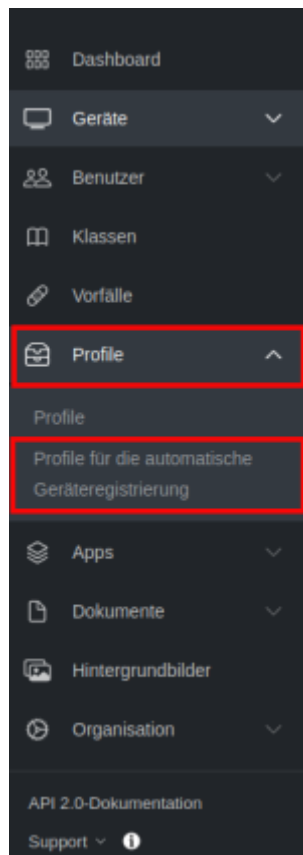 Dashboard
Geräte
Benutzer
Klassen
Vorfälle
Profile
Profile
Profile für die automatische
Geräteregistrierung
Apps
Dokumente
Hintergrundbilder
Organisation
API 2.0-Dokumentation
Support